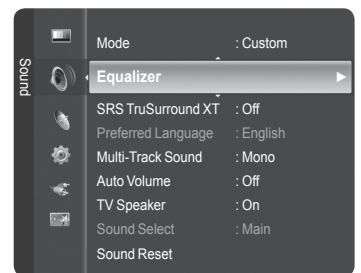 Sound
Mode : Custom
Equalizer
SRS TruSurround XT : Off
Preferred Language : English
Multi-Track Sound : Mono
Auto Volume : Off
TV Speaker : On
Sound Select : Main
Sound Reset